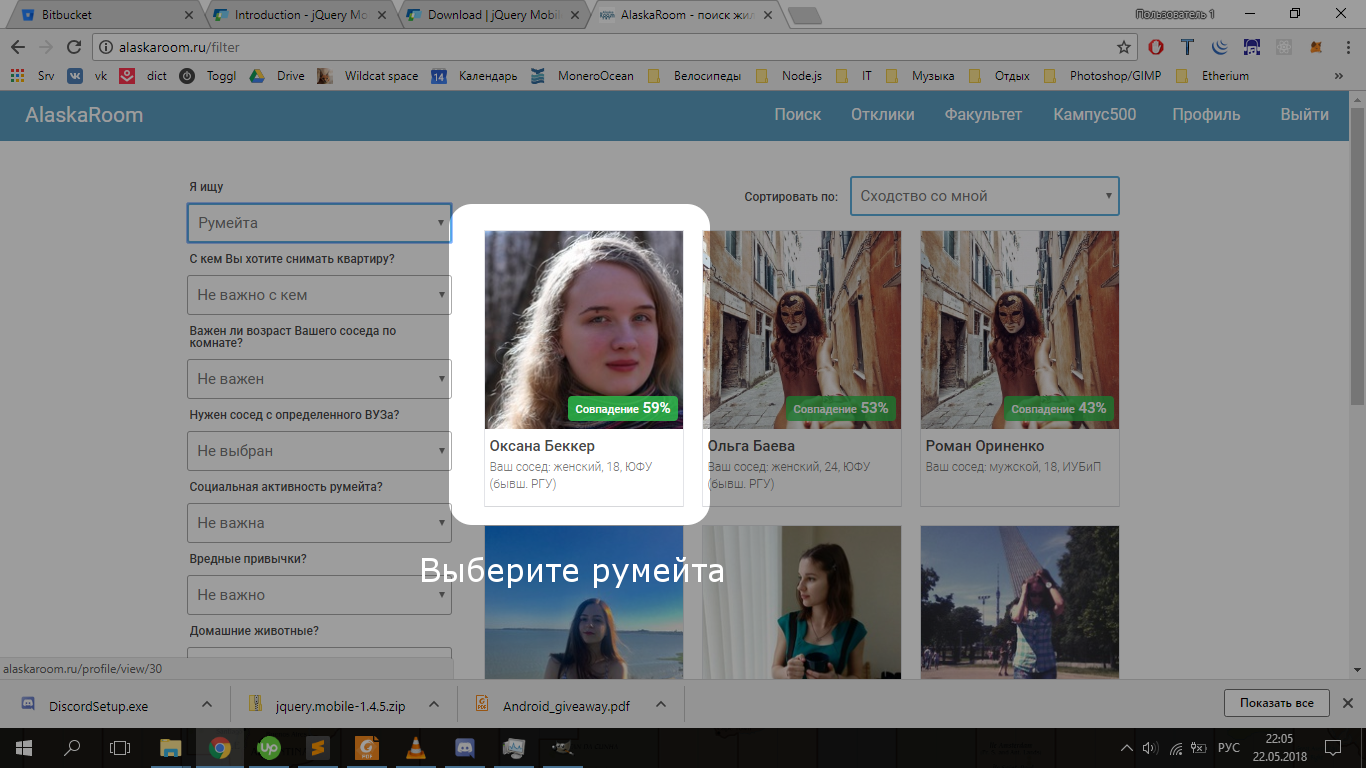 Bitbucket
Introduction - jQuery Mo
Download | jQuery Mobil
AlaskaRoom - поиск жил
Пользователь 1
alaskaroom.ru/filter
Srv
vk
dict
Toggl
Drive
Wildcat space
14
Календарь
MoneroOcean
Велосипеды
Node.js
IT
Музыка
Отдых
Photoshop/GIMP
Etherium
»
AlaskaRoom
Поиск
Отклики
Факультет
Кампус500
Профиль
Выйти
Я ищу
Румейта
С кем Вы хотите снимать квартиру?
Не важно с кем
Важен ли возраст Вашего соседа по
комнате?
Не важен
Нужен сосед с определенного ВУЗа?
Не выбран
Социальная активность румейта?
Не важна
Вредные привычки?
Не важно
Домашние животные?
Сортировать по:
Сходство со мной
Совпадение 59%
Оксана Беккер
Ваш сосед: женский, 18, ЮФУ
(бывш. РГУ)
Совпадение 53%
Ольга Баева
Ваш сосед: женский, 24, ЮФУ
(бывш. РГУ)
Совпадение 43%
Роман Ориненко
Ваш сосед: мужской, 18, ИУБиП
Выберите румейта
alaskaroom.ru/profile/view/30
DiscordSetup.exe
jquery.mobile-1.4.5.zip
Android_giveaway.pdf
Показать все
РУС
22:05
22.05.2018